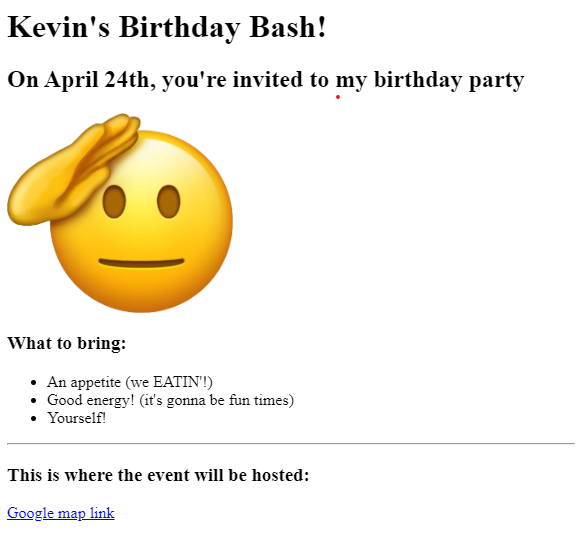 Kevin's Birthday Bash!
On April 24th, you're invited to my birthday party
What to bring:
An appetite (we EATIN'!)
Good energy! (it's gonna be fun times)
Yourself!
This is where the event will be hosted:
Google map link